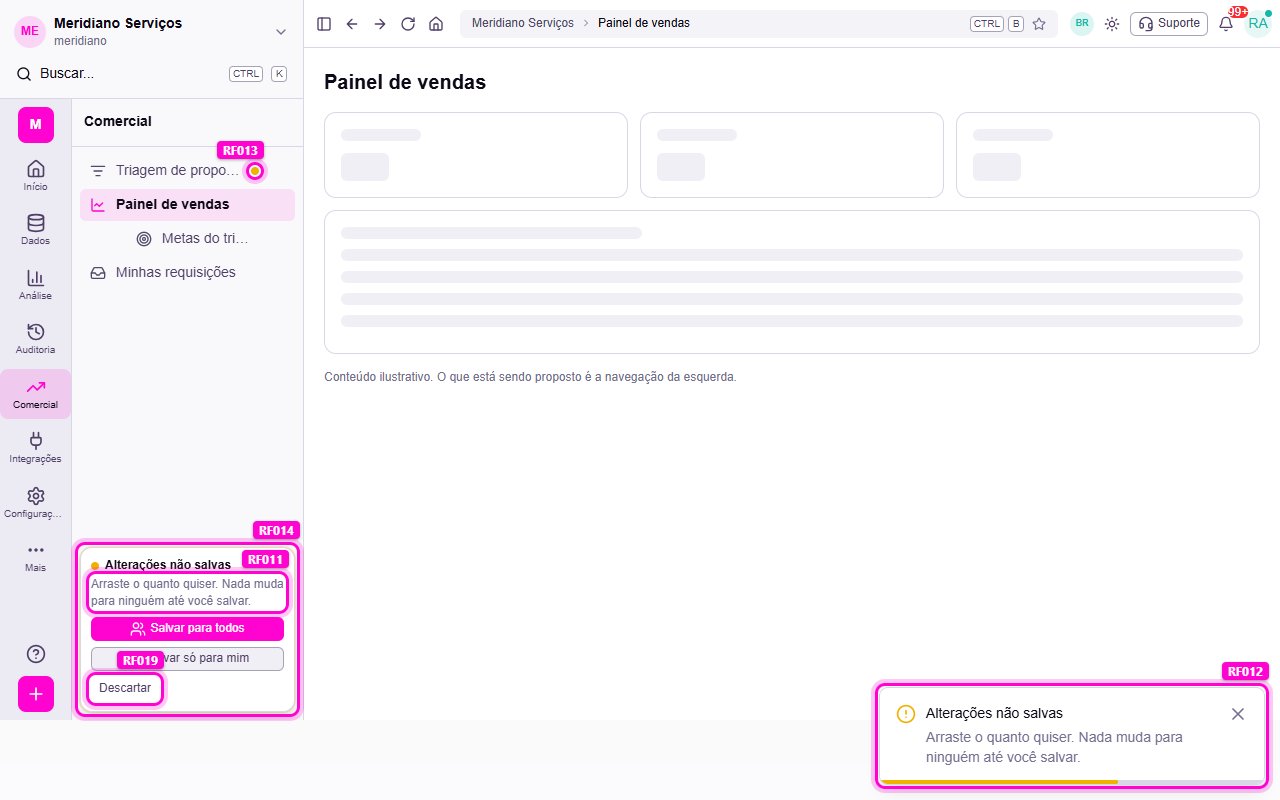 ME
Meridiano Serviços
meridiano
Buscar...
CTRL
K
Meridiano Serviços > Painel de vendas
CTRL
B
BR
Suporte
99+
RA
M
Início
Dados
Análise
Auditoria
Comercial
Integrações
Configuraç...
Mais
Comercial
RF013
Triagem de propo...
Painel de vendas
Metas do tri...
Minhas requisições
RF014
RF011
Alterações não salvas
Arraste o quanto quiser. Nada muda
para ninguém até você salvar.
Salvar para todos
RF019
var só para mim
Descartar
Painel de vendas
Conteúdo ilustrativo. O que está sendo proposto é a navegação da esquerda.
RF012
Alterações não salvas
Arraste o quanto quiser. Nada muda para
ninguém até você salvar.